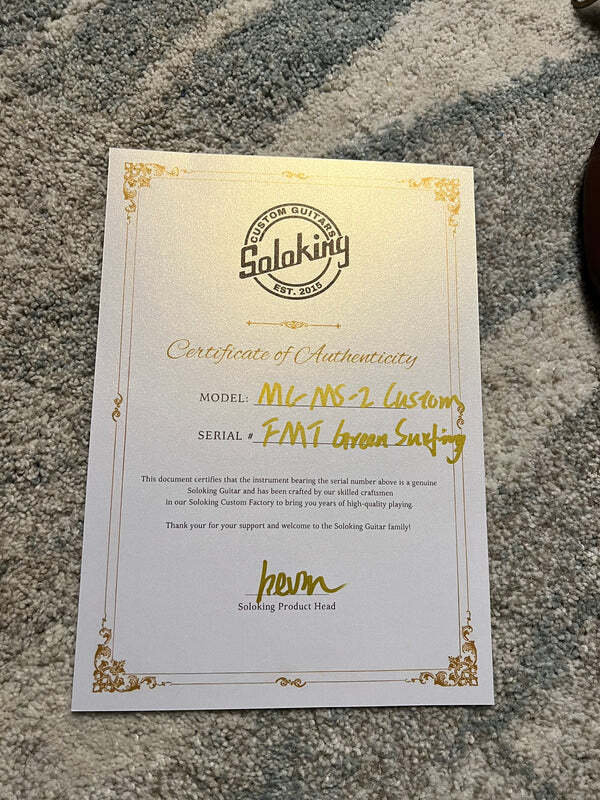 CUSTOM GUITARS
Soloking
EST. 2015
Certificate of Authenticity
MODEL: ML-MS-2 Custom
SERIAL # FMT Green Surfing
This document certifies that the instrument bearing the serial number above is a genuine
Soloking Guitar and has been crafted by our skilled craftsmen
in our Soloking Custom Factory to bring you years of high-quality playing.
Thank your for your support and welcome to the Soloking Guitar family!
kevin
Soloking Product Head